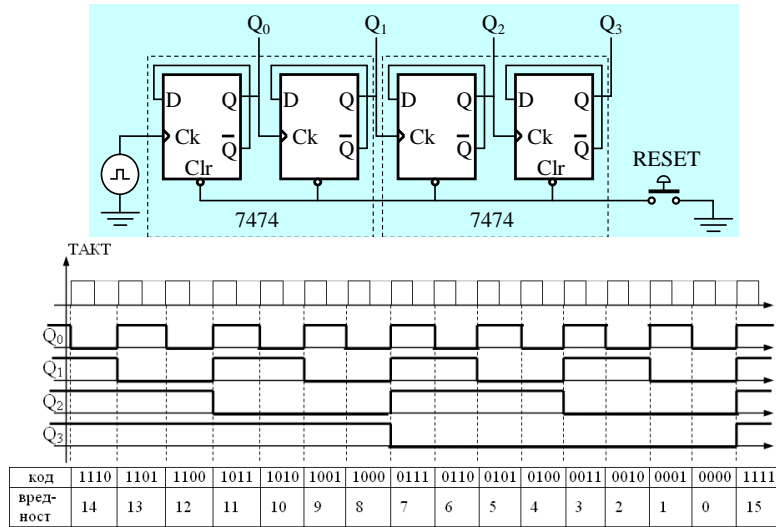 Q0 Q1 Q2 Q3
D Q D Q D Q D Q
Ck Ck Ck Ck
Q̅ Q̅ Q̅ Q̅
Clr Clr
RESET
7474 7474
ТАКТ
Q0
Q1
Q2
Q3
код 1110 1101 1100 1011 1010 1001 1000 0111 0110 0101 0100 0011 0010 0001 0000 1111
вред-
ност 14 13 12 11 10 9 8 7 6 5 4 3 2 1 0 15